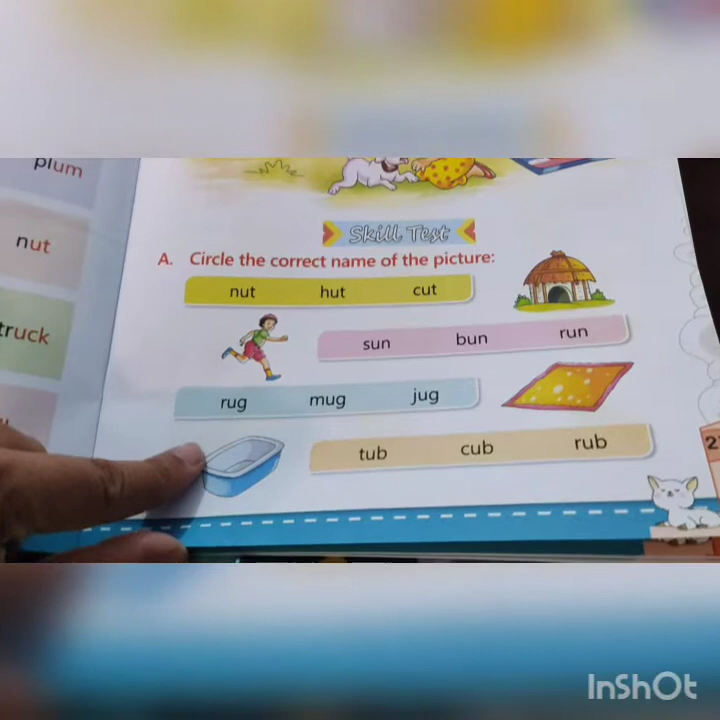 plum
nut
truck
Skill Test
A. Circle the correct name of the picture:
nut hut cut
sun bun run
rug mug jug
tub cub rub
InShOt